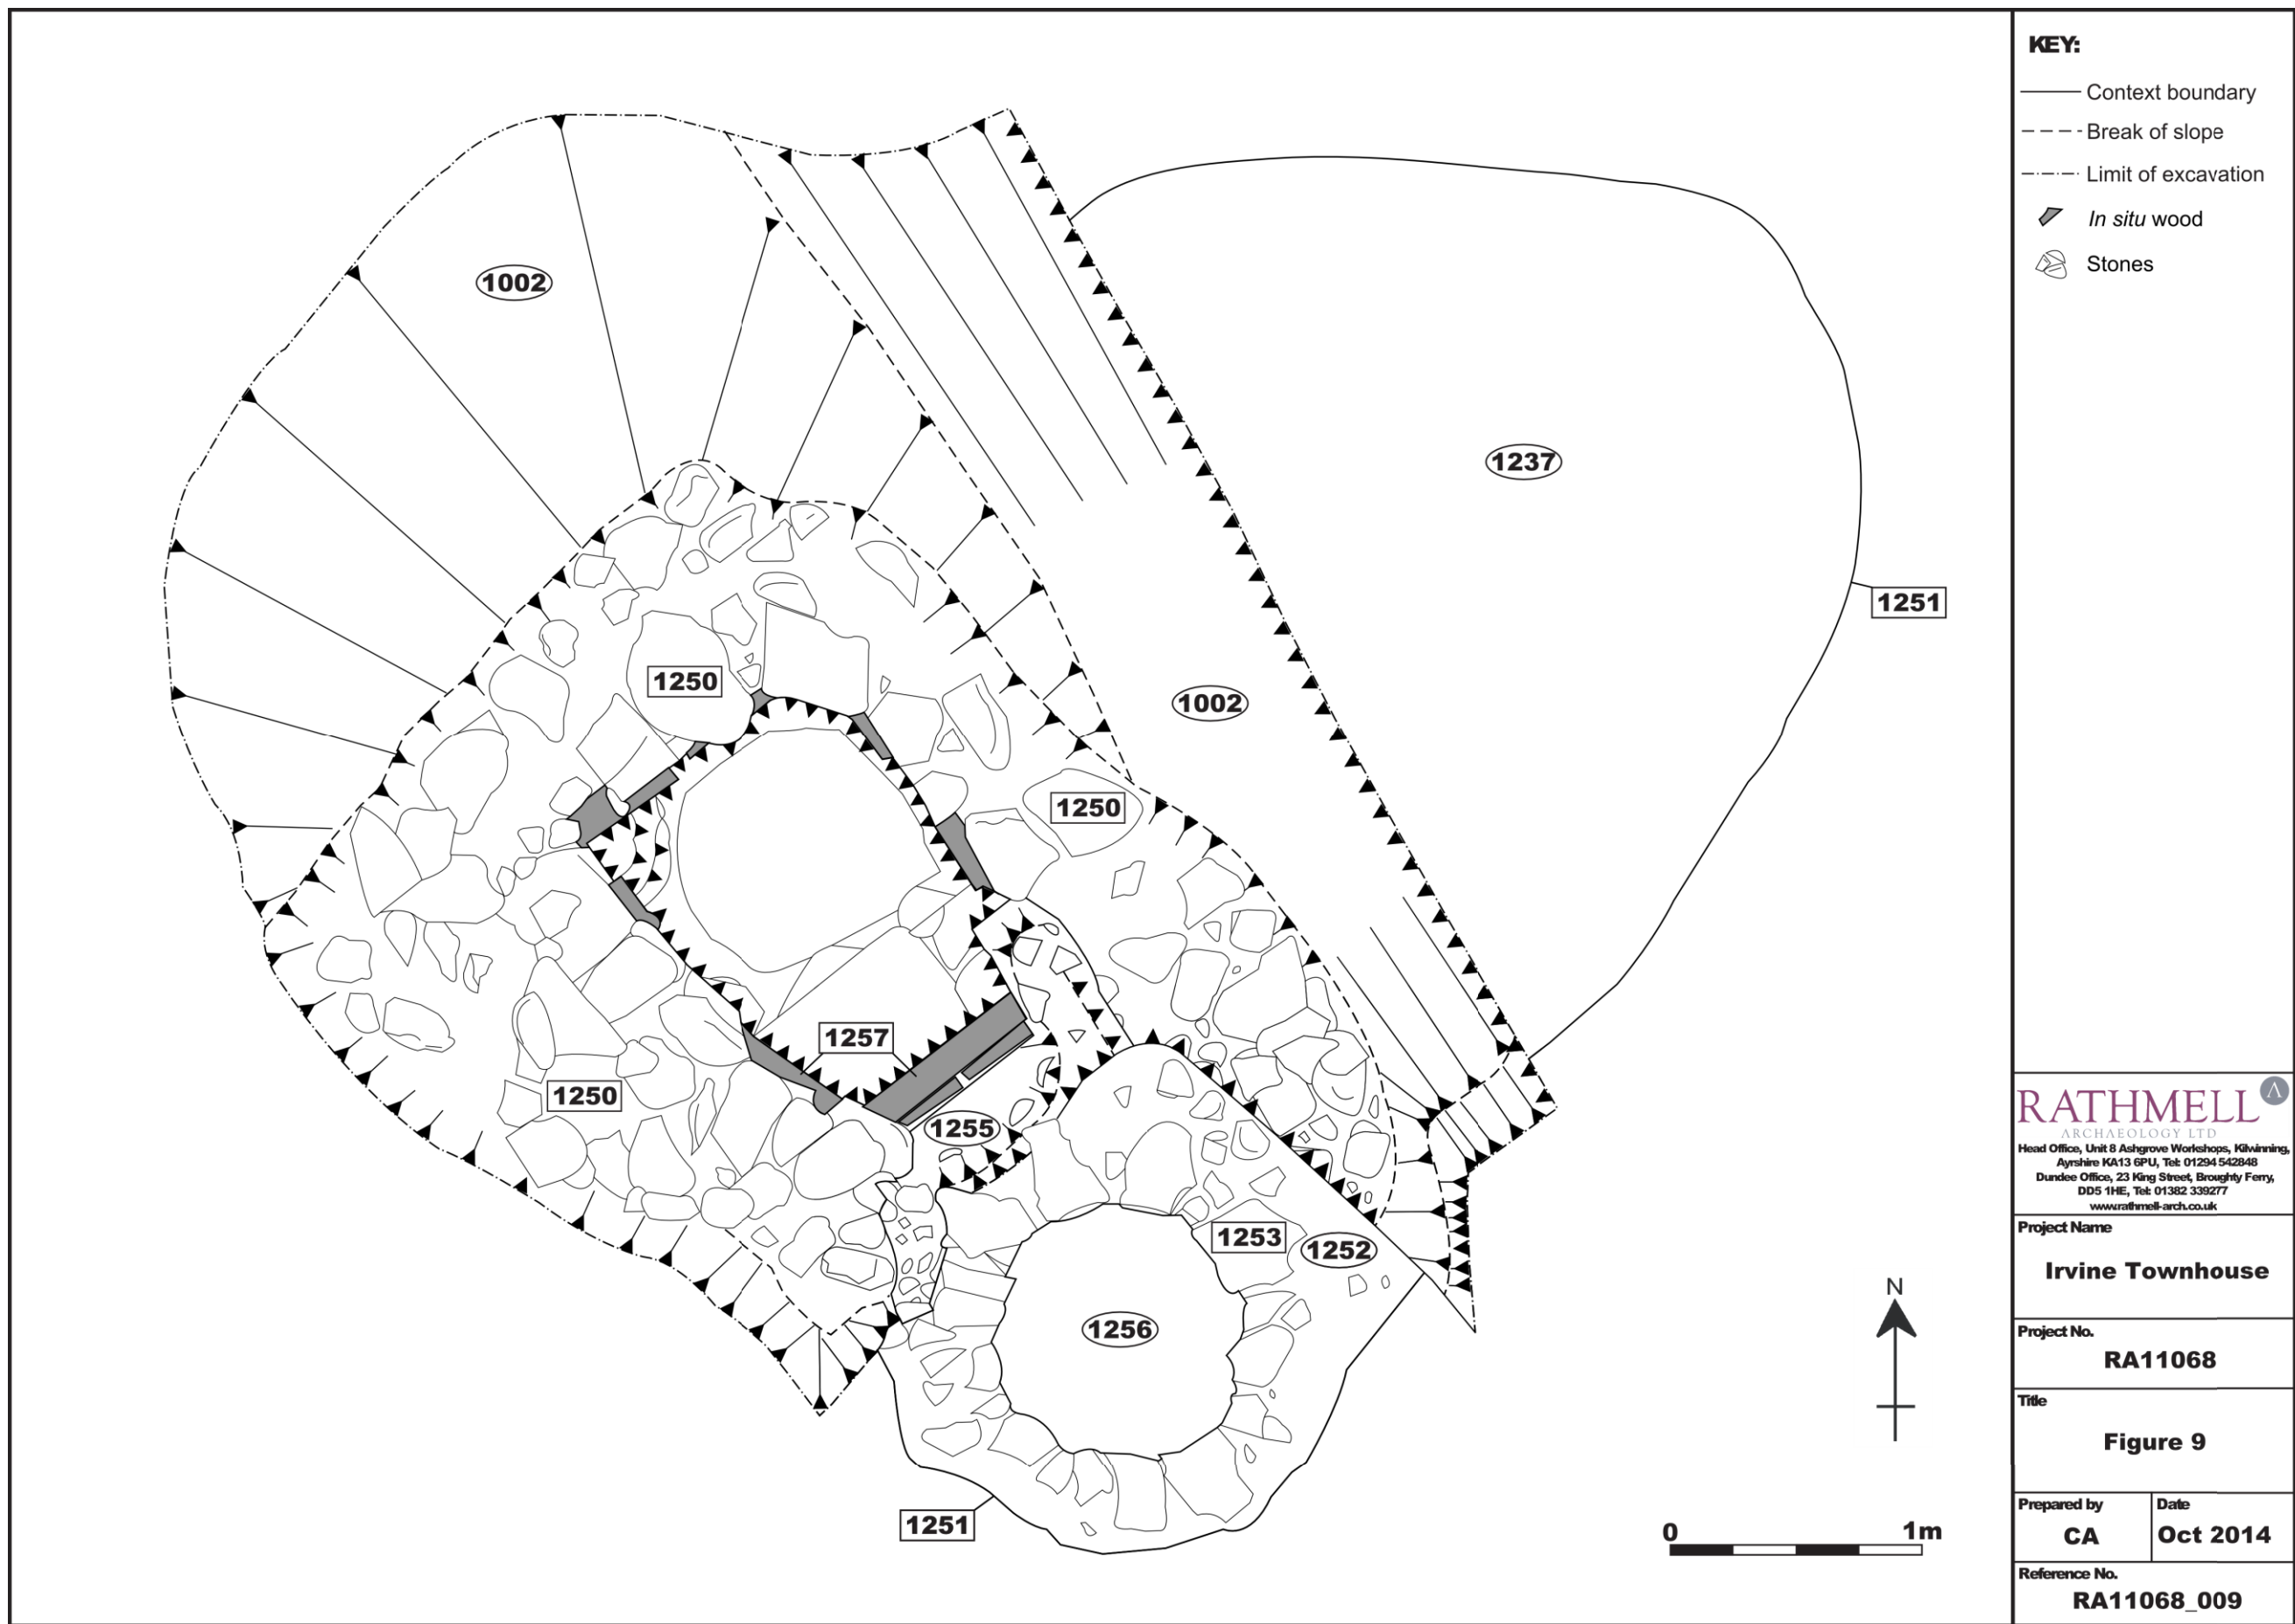 1002
1237
1251
1250
1002
1250
1257
1250
1255
1253
1252
1256
1251
N
0 1m
KEY:
Context boundary
Break of slope
Limit of excavation
In situ wood
Stones
RATHMELL
ARCHAEOLOGY LTD
Head Office, Unit 8 Ashgrove Workshops, Kilwinning,
Ayrshire KA13 6PU, Tel: 01294 542848
Dundee Office, 23 King Street, Broughty Ferry,
DD5 1HE, Tel: 01382 339277
www.rathmell-arch.co.uk
Project Name
Irvine Townhouse
Project No.
RA11068
Title
Figure 9
Prepared by
CA
Date
Oct 2014
Reference No.
RA11068_009